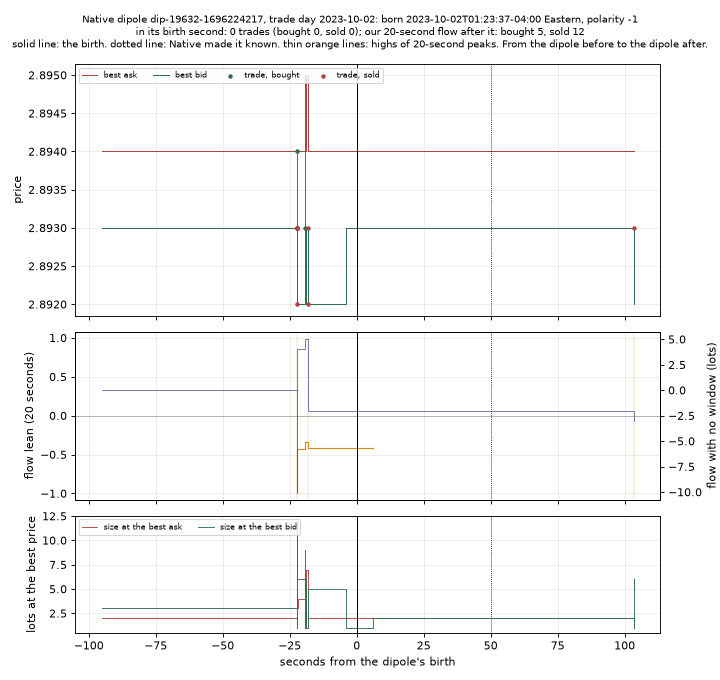 Native dipole dip-19632-1696224217, trade day 2023-10-02: born 2023-10-02T01:23:37-04:00 Eastern, polarity -1
in its birth second: 0 trades (bought 0, sold 0); our 20-second flow after it: bought 5, sold 12
solid line: the birth. dotted line: Native made it known. thin orange lines: highs of 20-second peaks. From the dipole before to the dipole after.
best ask
best bid
trade, bought
trade, sold
2.8950
2.8945
2.8940
2.8935
2.8930
2.8925
2.8920
price
1.0
0.5
0.0
−0.5
−1.0
flow lean (20 seconds)
5.0
2.5
0.0
−2.5
−5.0
−7.5
−10.0
flow with no window (lots)
size at the best ask
size at the best bid
12.5
10.0
7.5
5.0
2.5
lots at the best price
−100
−75
−50
−25
0
25
50
75
100
seconds from the dipole's birth